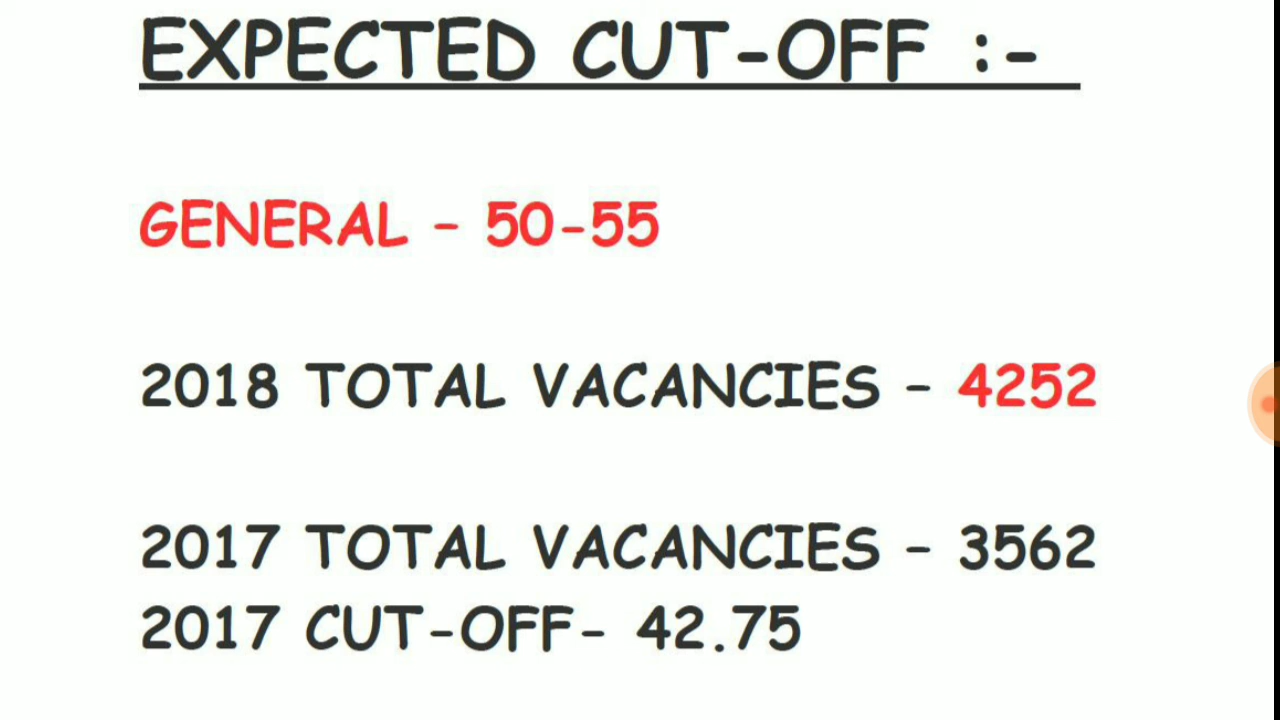 EXPECTED CUT-OFF :-
GENERAL - 50-55
2018 TOTAL VACANCIES - 4252
2017 TOTAL VACANCIES - 3562
2017 CUT-OFF- 42.75